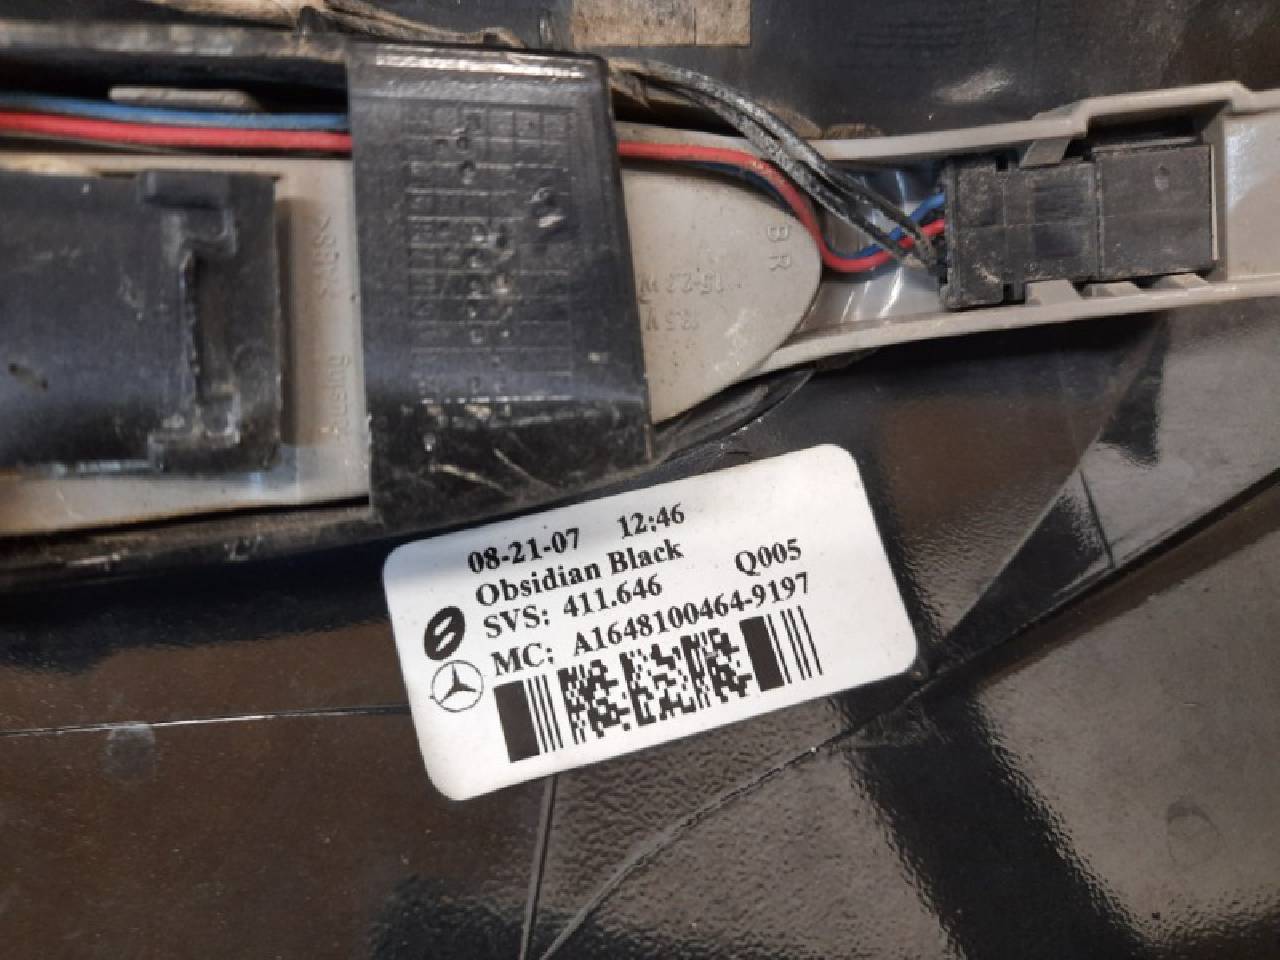 B R
08-21-07 12:46
Obsidian Black
SVS: 411.646 Q005
MC: A1648100464-9197